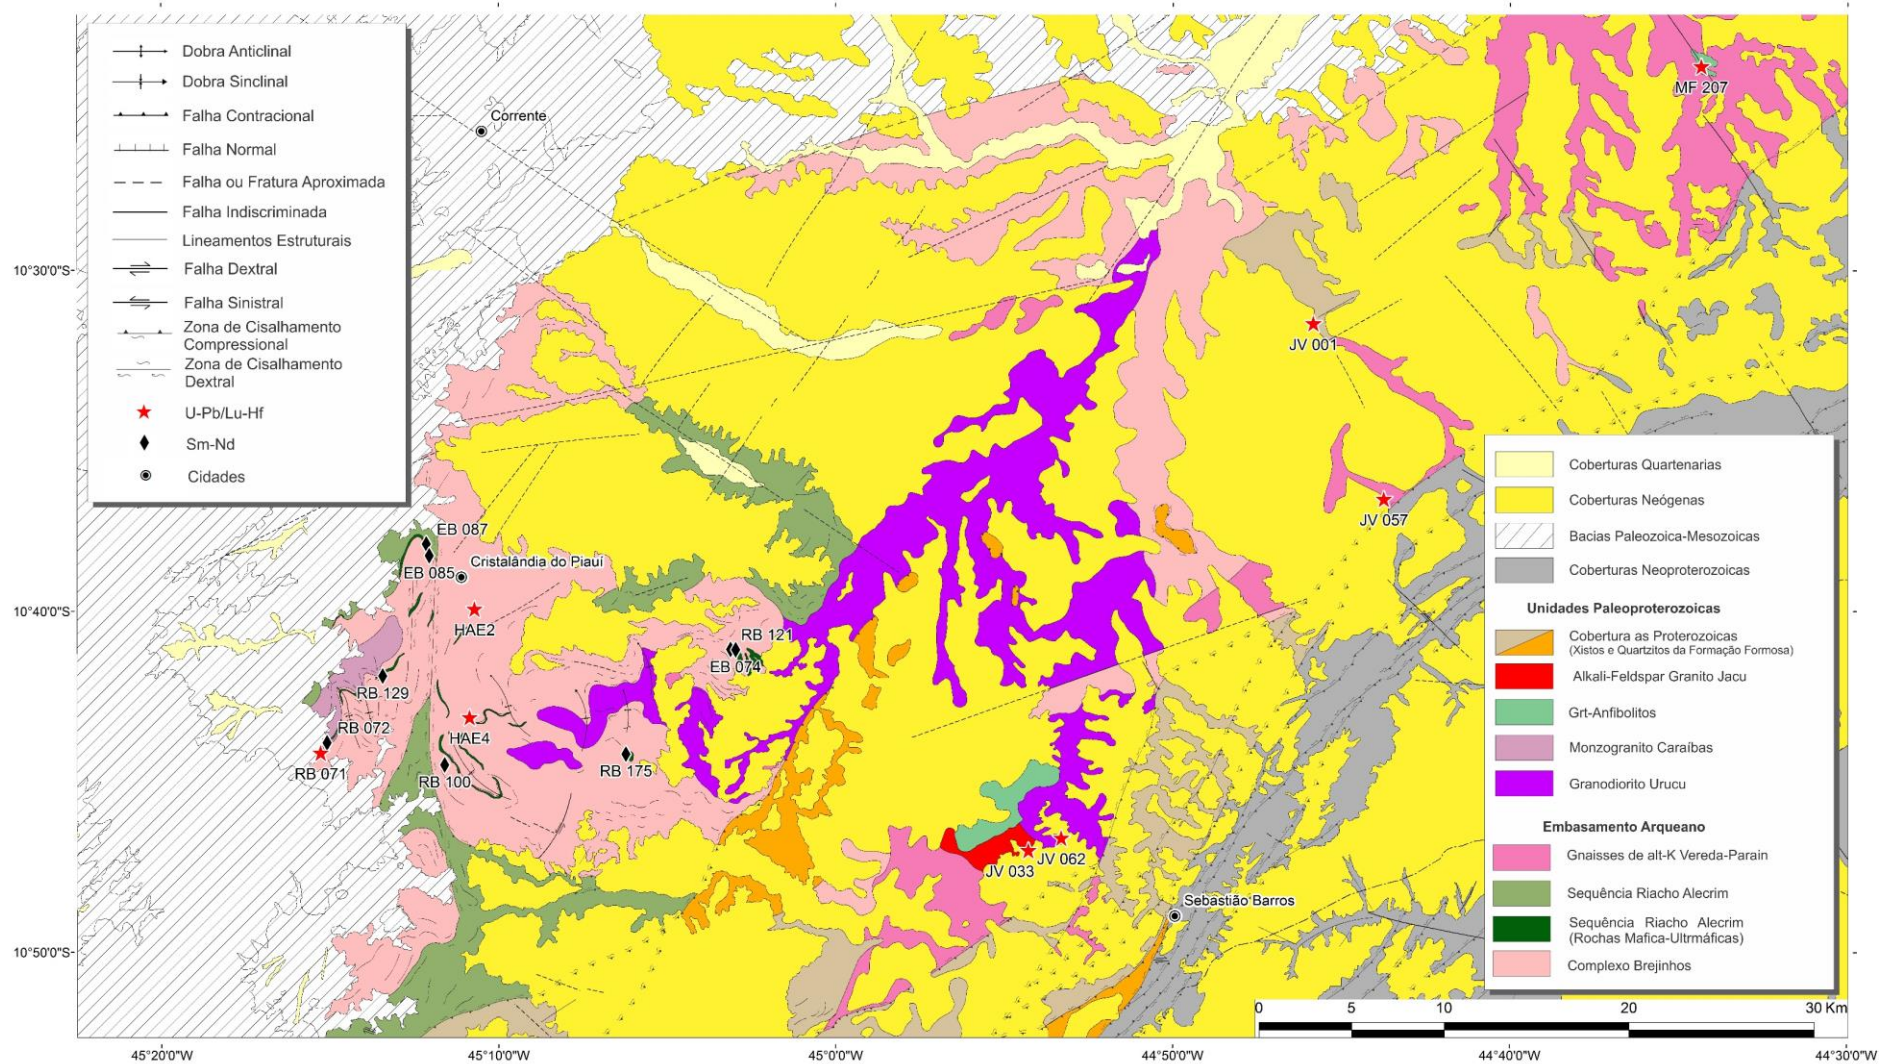 Dobra Anticlinal
Dobra Sinclinal
Falha Contracional
Falha Normal
Falha ou Fratura Aproximada
Falha Indiscriminada
Lineamentos Estruturais
Falha Dextral
Falha Sinistral
Zona de Cisalhamento
Compressional
Zona de Cisalhamento
Dextral
U-Pb/Lu-Hf
Sm-Nd
Cidades
Corrente
MF 207
JV 001
JV 057
EB 087
EB 085
Cristalândia do Piauí
HAE2
RB 121
EB 074
RB 129
RB 072
RB 071
HAE4
RB 100
RB 175
JV 062
JV 033
Sebastião Barros
Coberturas Quartenarias
Coberturas Neógenas
Bacias Paleozoica-Mesozoicas
Coberturas Neoproterozoicas
Unidades Paleoproterozoicas
Cobertura as Proterozoicas
(Xistos e Quartzitos da Formação Formosa)
Alkali-Feldspar Granito Jacu
Grt-Anfibolitos
Monzogranito Caraíbas
Granodiorito Urucu
Embasamento Arqueano
Gnaisses de alt-K Vereda-Parain
Sequência Riacho Alecrim
Sequência Riacho Alecrim
(Rochas Mafica-Ultrmáficas)
Complexo Brejinhos
0 5 10 20 30 Km
10°30'0"S
10°40'0"S
10°50'0"S
45°20'0"W 45°10'0"W 45°0'0"W 44°50'0"W 44°40'0"W 44°30'0"W